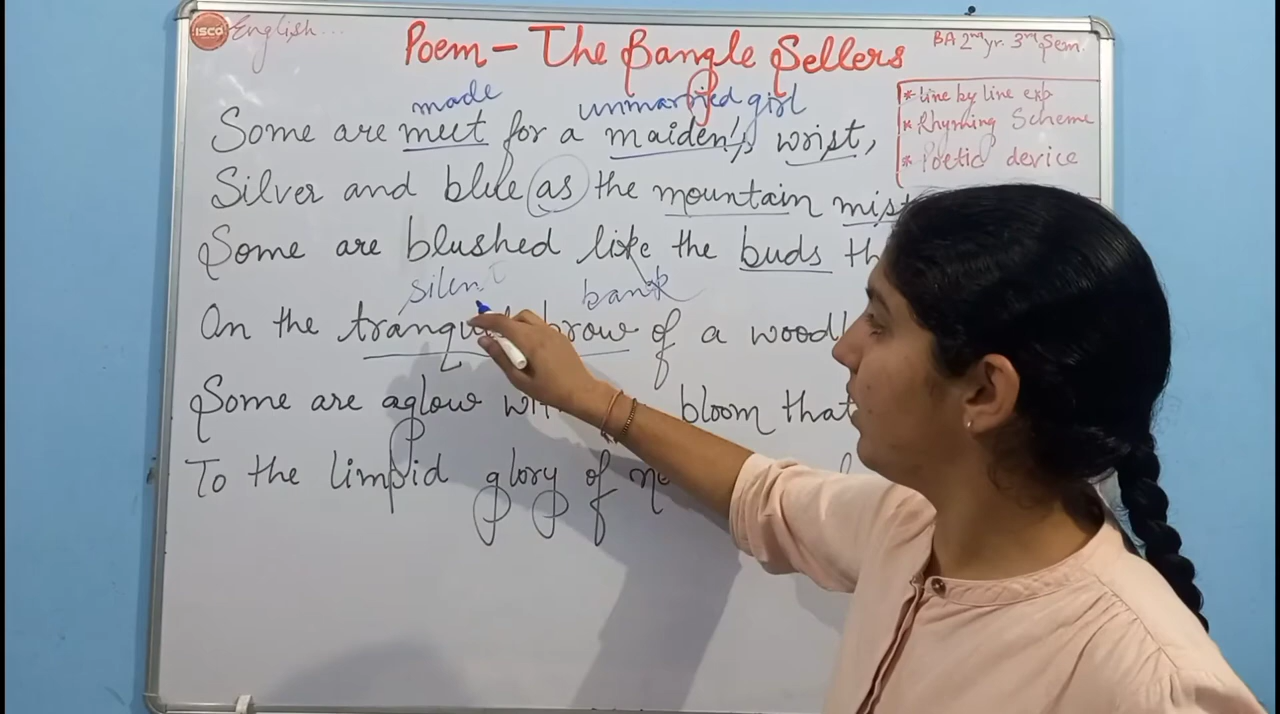 ISCO English...
Poem - The Bangle Sellers
BA 2nd yr. 3rd Sem.
* Line by line exp
* Rhyming Scheme
* Poetic device
made unmarried girl
Some are meet for a maiden's wrist,
Silver and blue as the mountain mist
Some are blushed like the buds
silent bank
On the tranquil brow of a
Some are aglow bloom that
To the limpid glory of